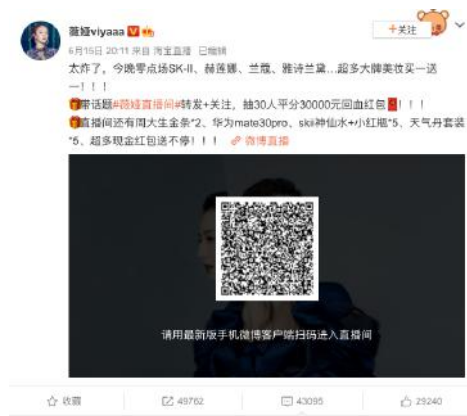 薇娅viyaaa
+关注
6月15日 20:11 来自 淘宝直播 已编辑
太炸了，今晚零点场SK-II、赫莲娜、兰蔻、雅诗兰黛...超多大牌美妆买一送
一！！！
带话题#薇娅直播间#转发+关注，抽30人平分30000元回血红包！！！
直播间还有周大生金条*2、华为mate30pro、skii神仙水+小红瓶*5、天气丹套装
*5、超多现金红包送不停！！！ 微博直播
请用最新版手机微博客户端扫码进入直播间
收藏
49762
43095
29240